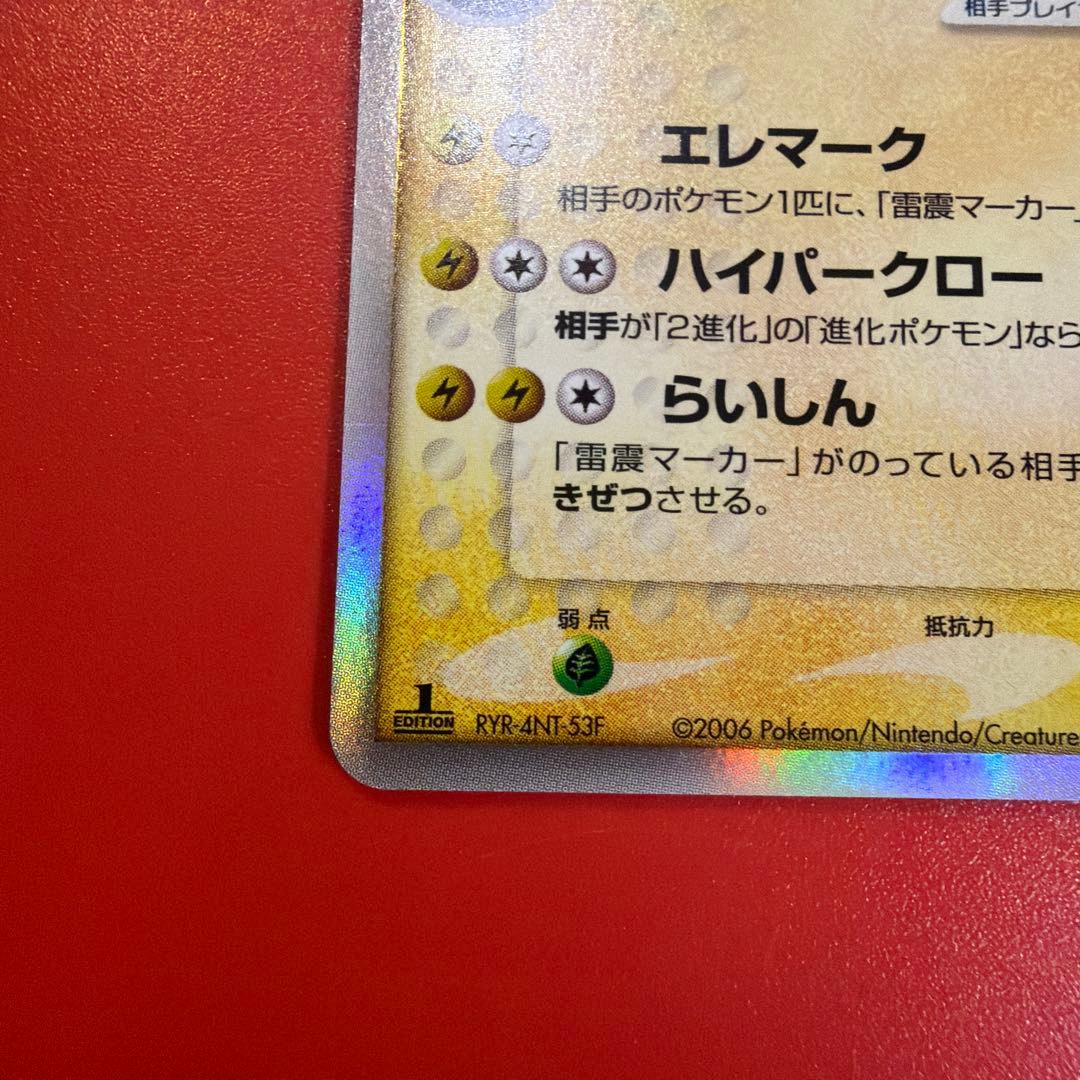 相手プレイ
エレマーク
相手のポケモン1匹に、「雷震マーカー」
ハイパークロー
相手が「2進化」の「進化ポケモン」なら
らいしん
「雷震マーカー」がのっている相手
きぜつさせる。
弱点
抵抗力
1 EDITION RYR-4NT-53F ©2006 Pokémon/Nintendo/Creature